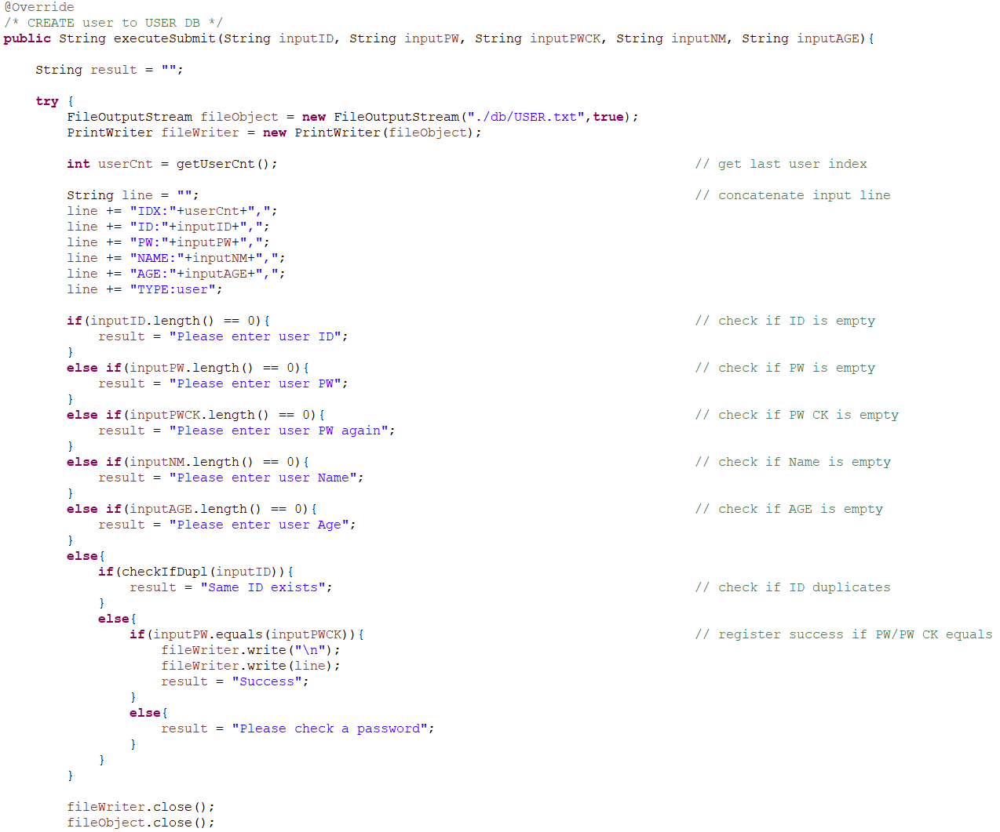 @Override
/* CREATE user to USER DB */
public String executeSubmit(String inputID, String inputPW, String inputPWCK, String inputNM, String inputAGE){
String result = "";
try {
FileOutputStream fileObject = new FileOutputStream("./db/USER.txt",true);
PrintWriter fileWriter = new PrintWriter(fileObject);
int userCnt = getUserCnt(); // get last user index
String line = ""; // concatenate input line
line += "IDX:"+userCnt+",";
line += "ID:"+inputID+",";
line += "PW:"+inputPW+",";
line += "NAME:"+inputNM+",";
line += "AGE:"+inputAGE+",";
line += "TYPE:user";
if(inputID.length() == 0){ // check if ID is empty
result = "Please enter user ID";
}
else if(inputPW.length() == 0){ // check if PW is empty
result = "Please enter user PW";
}
else if(inputPWCK.length() == 0){ // check if PW CK is empty
result = "Please enter user PW again";
}
else if(inputNM.length() == 0){ // check if Name is empty
result = "Please enter user Name";
}
else if(inputAGE.length() == 0){ // check if AGE is empty
result = "Please enter user Age";
}
else{
if(checkIfDupl(inputID)){
result = "Same ID exists"; // check if ID duplicates
}
else{
if(inputPW.equals(inputPWCK)){ // register success if PW/PW CK equals
fileWriter.write("\n");
fileWriter.write(line);
result = "Success";
}
else{
result = "Please check a password";
}
}
}
fileWriter.close();
fileObject.close();